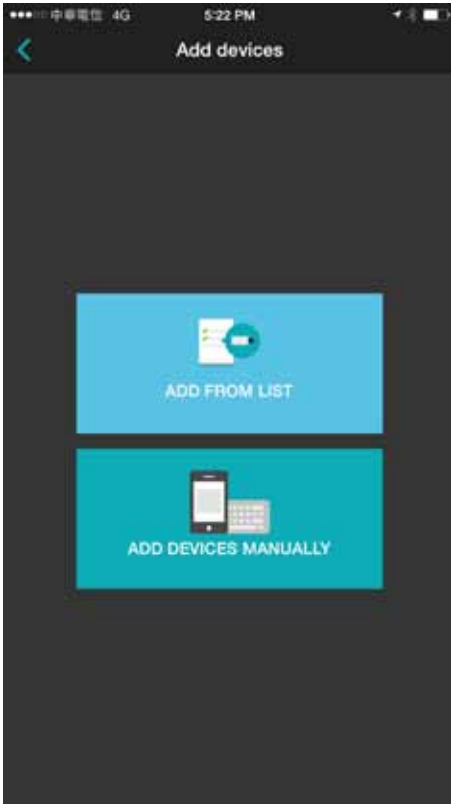 中華電信 4G 5:22 PM
Add devices
ADD FROM LIST
ADD DEVICES MANUALLY